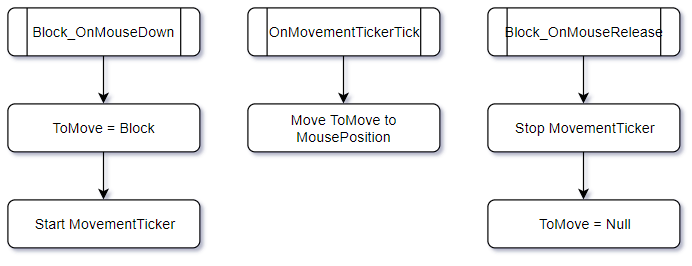 Block_OnMouseDown
ToMove = Block
Start MovementTicker
OnMovementTickerTick
Move ToMove to
MousePosition
Block_OnMouseRelease
Stop MovementTicker
ToMove = Null